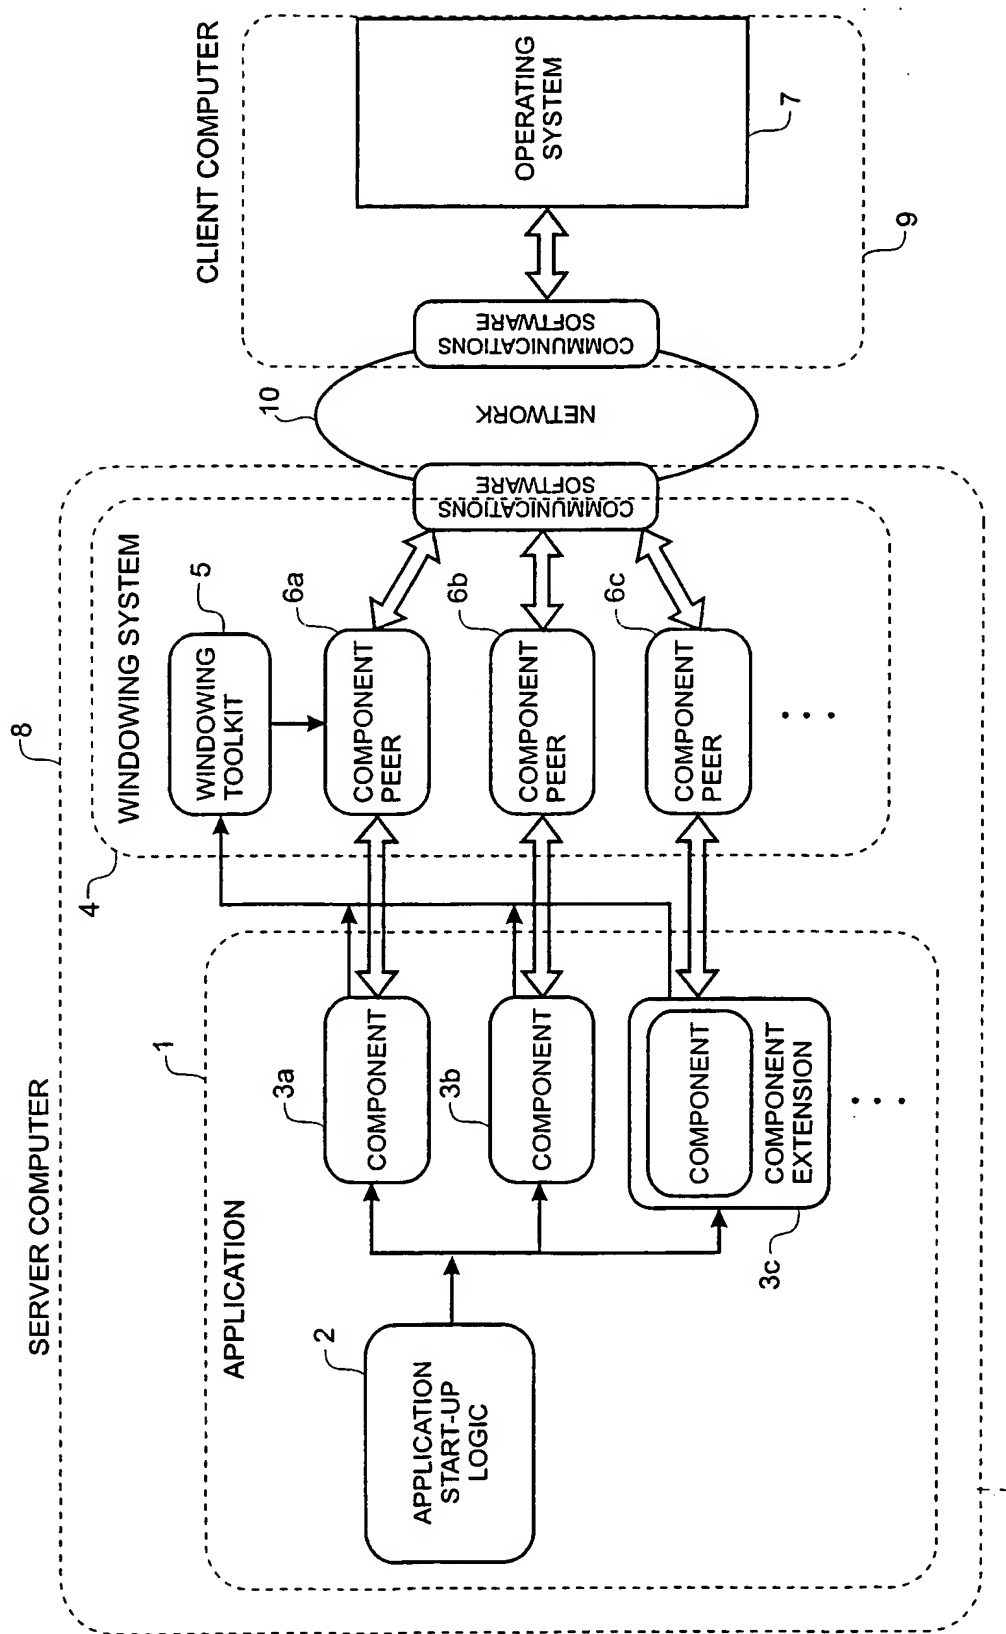 SERVER COMPUTER
8
APPLICATION
1
2
APPLICATION
START-UP
LOGIC
3a
COMPONENT
3b
COMPONENT
COMPONENT
COMPONENT
EXTENSION
3c
4
WINDOWING SYSTEM
5
WINDOWING
TOOLKIT
6a
COMPONENT
PEER
6b
COMPONENT
PEER
6c
COMPONENT
PEER
COMMUNICATIONS
SOFTWARE
10
NETWORK
CLIENT COMPUTER
COMMUNICATIONS
SOFTWARE
OPERATING
SYSTEM
7
9